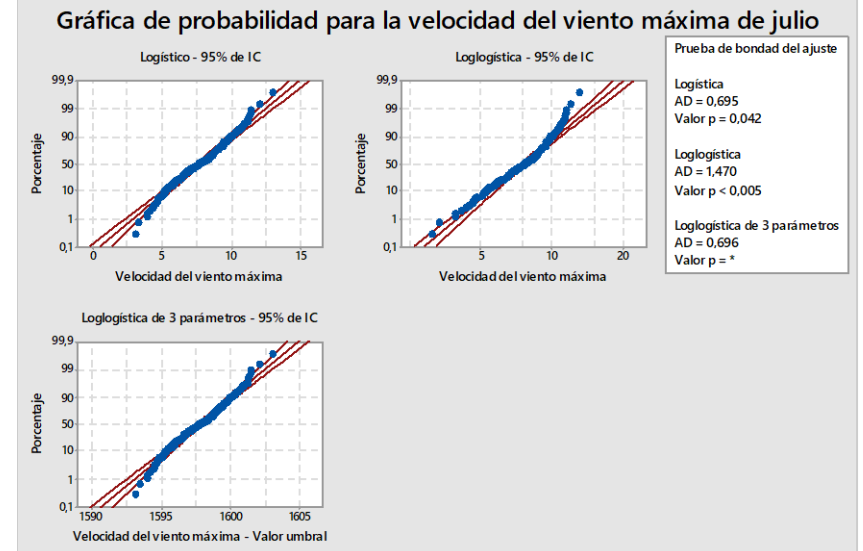 Gráfica de probabilidad para la velocidad del viento máxima de julio
Logístico - 95% de IC
99,9
99
90
50
10
1
0,1
Porcentaje
0 5 10 15
Velocidad del viento máxima
Loglogística - 95% de IC
99,9
99
90
50
10
1
0,1
Porcentaje
5 10 20
Velocidad del viento máxima
Prueba de bondad del ajuste
Logística
AD = 0,695
Valor p = 0,042
Loglogística
AD = 1,470
Valor p < 0,005
Loglogística de 3 parámetros
AD = 0,696
Valor p = *
Loglogística de 3 parámetros - 95% de IC
99,9
99
90
50
10
1
0,1
Porcentaje
1590 1595 1600 1605
Velocidad del viento máxima - Valor umbral